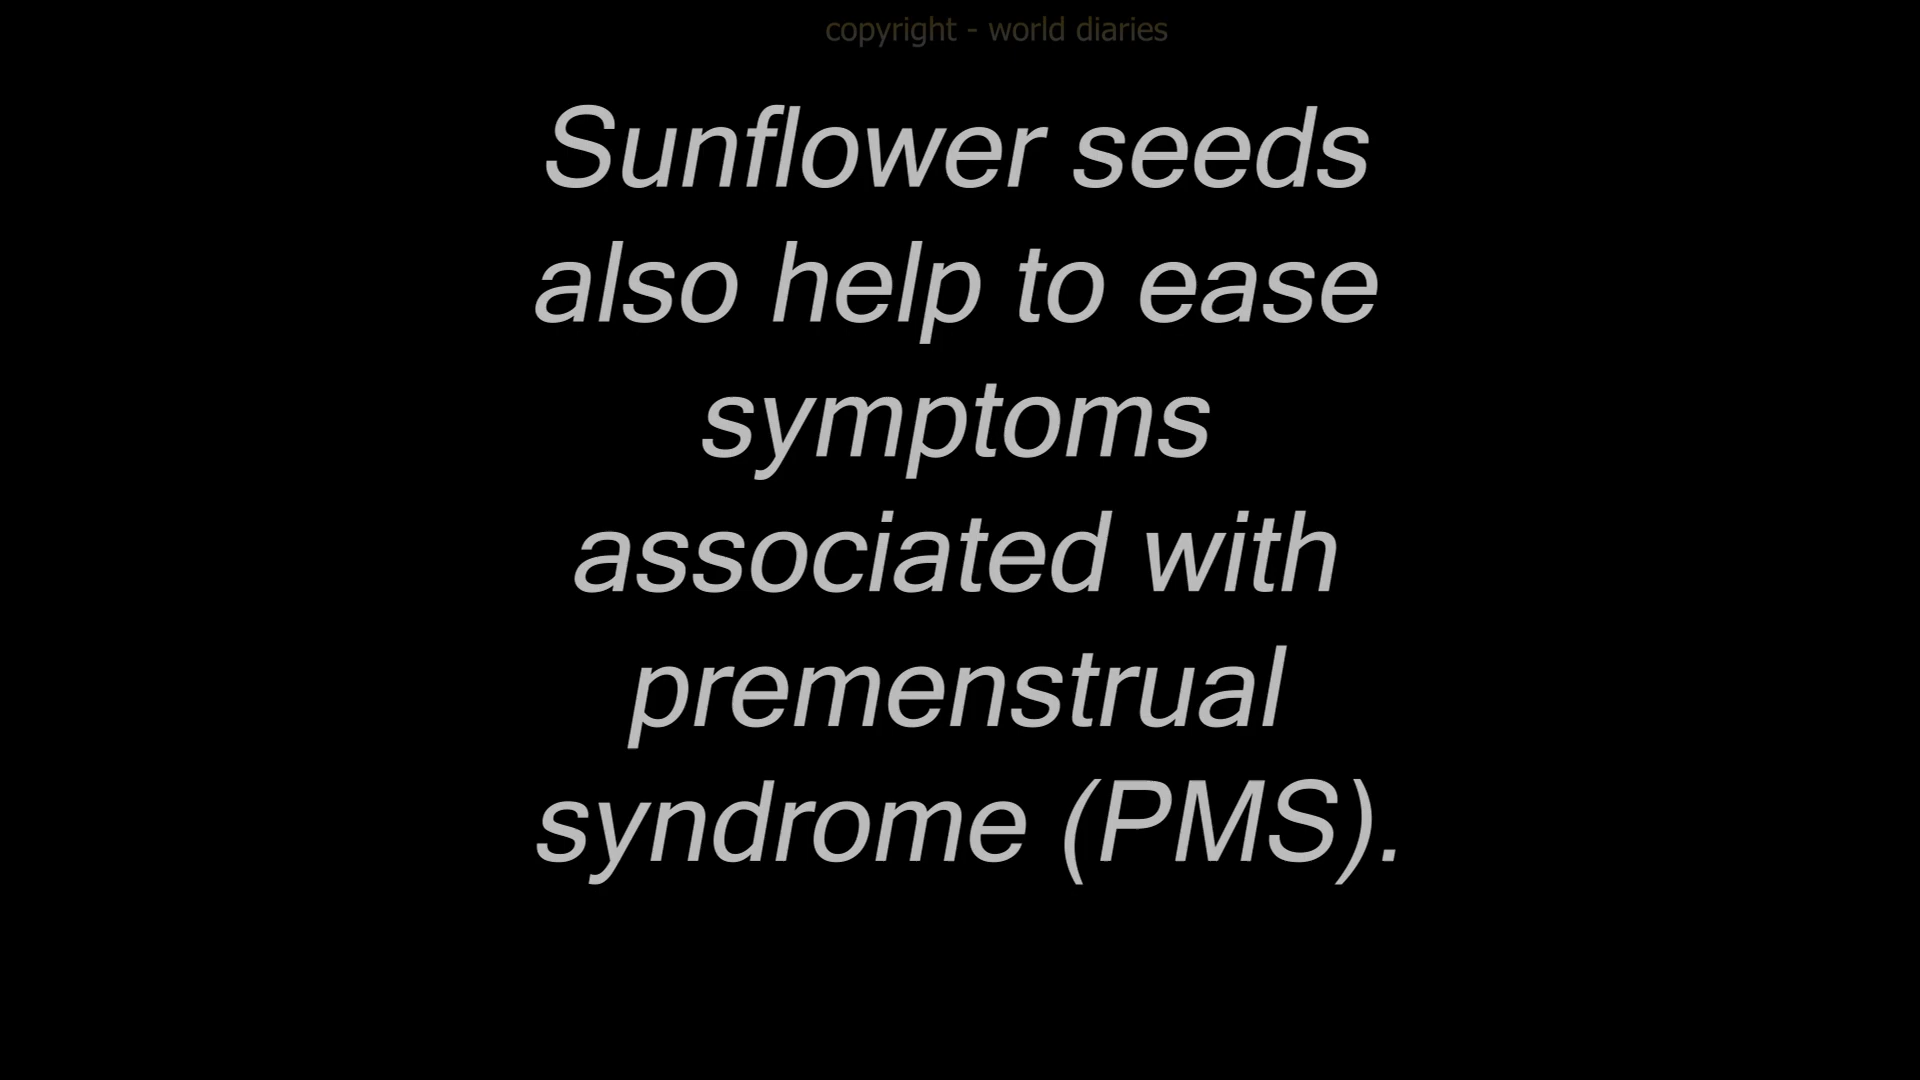 copyright - world diaries
Sunflower seeds
also help to ease
symptoms
associated with
premenstrual
syndrome (PMS).